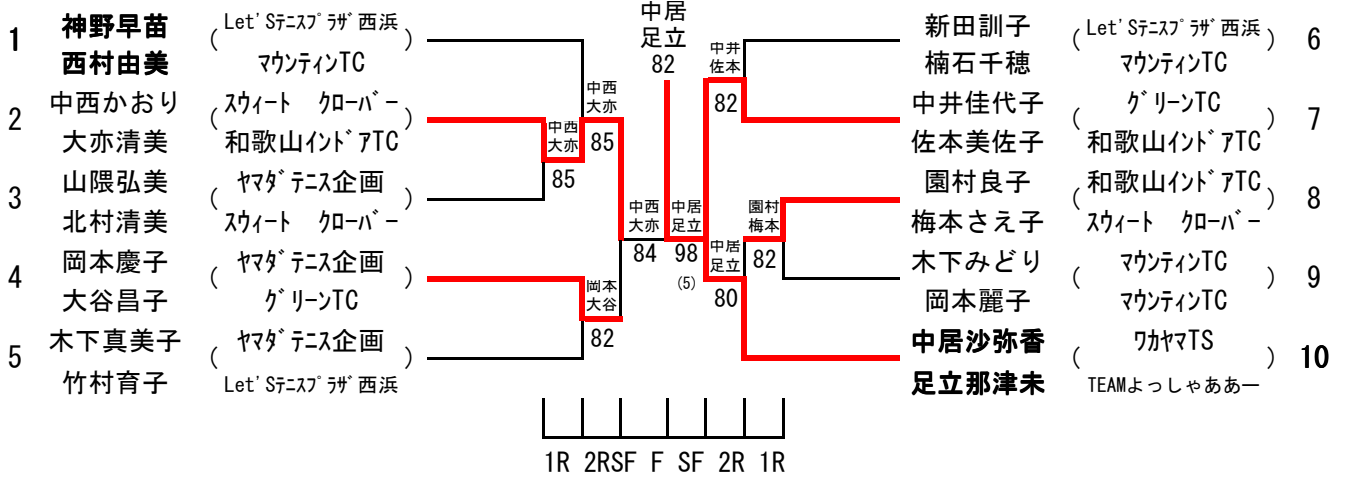 1
神野早苗
西村由美
( Let'Sﾃﾆｽﾌﾟﾗｻﾞ西浜 )
ﾏｳﾝﾃｨﾝTC
2
中西かおり
大亦清美
( ｽｳｨｰﾄ ｸﾛｰﾊﾞｰ )
和歌山ｲﾝﾄﾞｱTC
3
山隈弘美
北村清美
( ﾔﾏﾀﾞﾃﾆｽ企画 )
ｽｳｨｰﾄ ｸﾛｰﾊﾞｰ
4
岡本慶子
大谷昌子
( ﾔﾏﾀﾞﾃﾆｽ企画 )
ｸﾞﾘｰﾝTC
5
木下真美子
竹村育子
( ﾔﾏﾀﾞﾃﾆｽ企画 )
Let'Sﾃﾆｽﾌﾟﾗｻﾞ西浜
中西
大亦
85
中西
大亦
85
岡本
大谷
82
中西
大亦
84
中居
足立
82
中居
足立
98
(5)
中井
佐本
82
中居
足立
80
園村
梅本
82
新田訓子
楠石千穂
( Let'Sﾃﾆｽﾌﾟﾗｻﾞ西浜 )
ﾏｳﾝﾃｨﾝTC
6
中井佳代子
佐本美佐子
( ｸﾞﾘｰﾝTC )
和歌山ｲﾝﾄﾞｱTC
7
園村良子
梅本さえ子
( 和歌山ｲﾝﾄﾞｱTC )
ｽｳｨｰﾄ ｸﾛｰﾊﾞｰ
8
木下みどり
岡本麗子
( ﾏｳﾝﾃｨﾝTC )
ﾏｳﾝﾃｨﾝTC
9
中居沙弥香
足立那津未
( ﾜｶﾔﾏTS )
TEAMよっしゃああー
10
1R 2RSF F SF 2R 1R